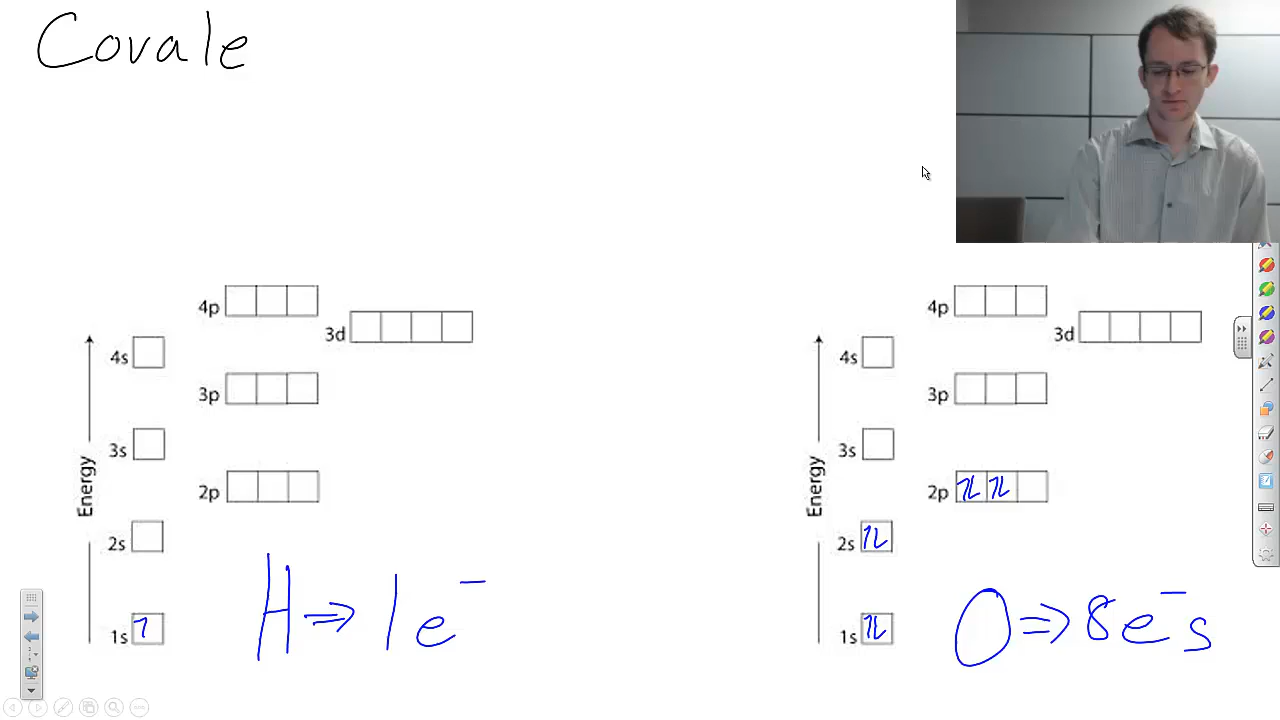 Covale
4p
3d
4s
3p
3s
2p
2s
1s
Energy
H ⇒ 1e⁻
4p
3d
4s
3p
3s
2p
2s
1s
Energy
O ⇒ 8e⁻s